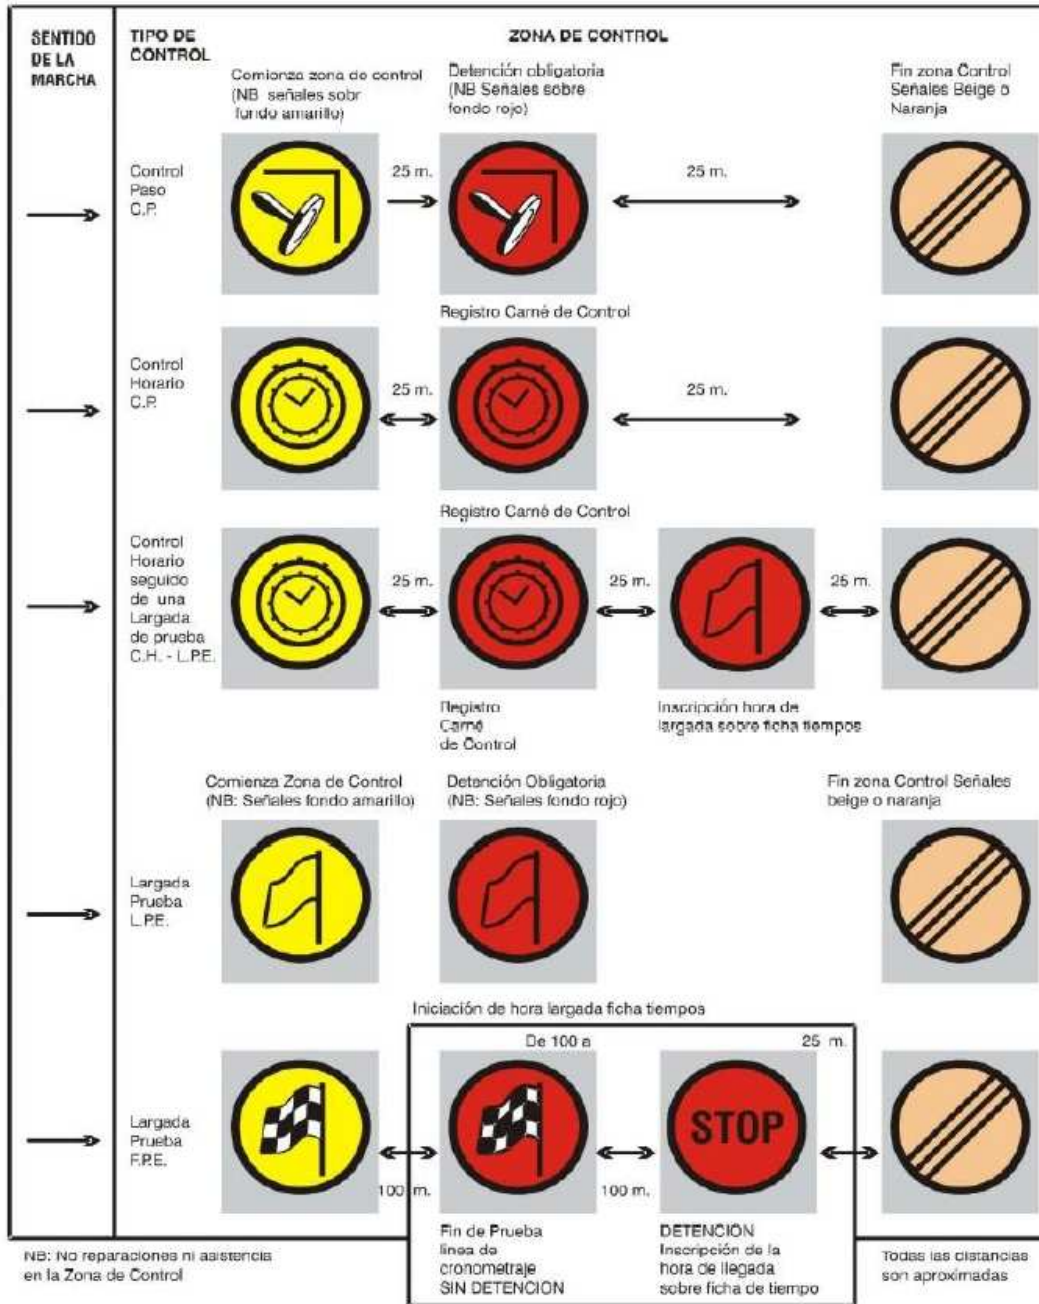 SENTIDO
DE LA
MARCHA
TIPO DE
CONTROL
ZONA DE CONTROL
Comienza zona de control
(NB señales sobr
fondo amarillo)
Detención obligatoria
(NB Señales sobre
fondo rojo)
Fin zona Control
Señales Beige o
Naranja
Control
Paso
C.P.
25 m.
25 m.
Registro Carné de Control
Control
Horario
C.P.
25 m.
25 m.
Registro Carné de Control
Control
Horario
seguido
de una
Largada
de prueba
C.H. - L.P.E.
25 m.
25 m.
25 m.
Registro
Carné
de Control
Inscripción hora de
largada sobre ficha tiempos
Comienza Zona de Control
(NB: Señales fondo amarillo)
Detención Obligatoria
(NB: Señales fondo rojo)
Fin zona Control Señales
beige o naranja
Largada
Prueba
L.P.E.
Iniciación de hora largada ficha tiempos
De 100 a
25 m.
Largada
Prueba
F.P.E.
STOP
100 m.
100 m.
Fin de Prueba
linea de
cronometraje
SIN DETENCION
DETENCION
Inscripción de la
hora de llegada
sobre ficha de tiempo
NB: No reparaciones ni asistencia
en la Zona de Control
Todas las distancias
son aproximadas